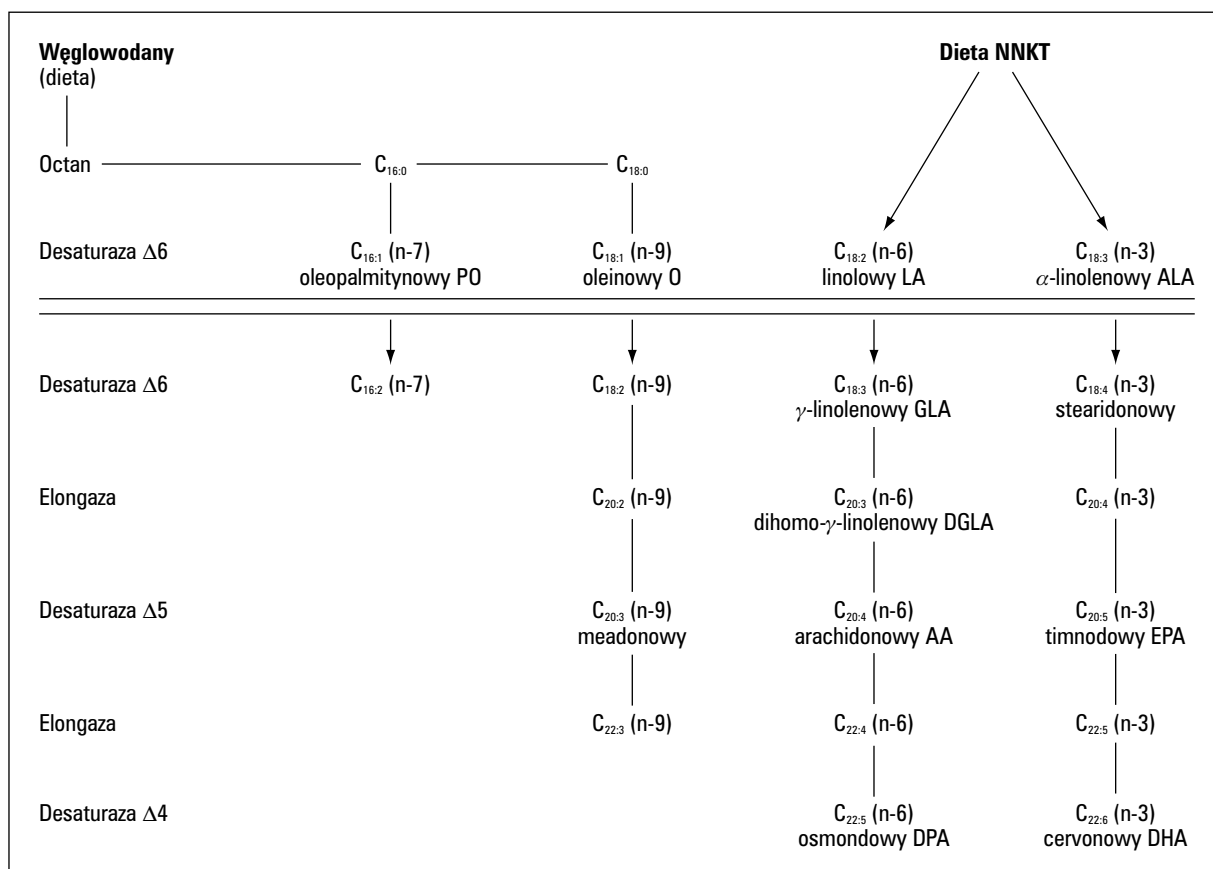 Węglowodany Dieta NNKT
(dieta)
Octan C16:0 C18:0
Desaturaza Δ6 C16:1 (n-7) C18:1 (n-9) C18:2 (n-6) C18:3 (n-3)
oleopalmitynowy PO oleinowy O linolowy LA α-linolenowy ALA
Desaturaza Δ6 C16:2 (n-7) C18:2 (n-9) C18:3 (n-6) C18:4 (n-3)
γ-linolenowy GLA stearidonowy
Elongaza C20:2 (n-9) C20:3 (n-6) C20:4 (n-3)
dihomo-γ-linolenowy DGLA
Desaturaza Δ5 C20:3 (n-9) C20:4 (n-6) C20:5 (n-3)
meadonowy arachidonowy AA timnodowy EPA
Elongaza C22:3 (n-9) C22:4 (n-6) C22:5 (n-3)
Desaturaza Δ4 C22:5 (n-6) C22:6 (n-3)
osmondowy DPA cervonowy DHA